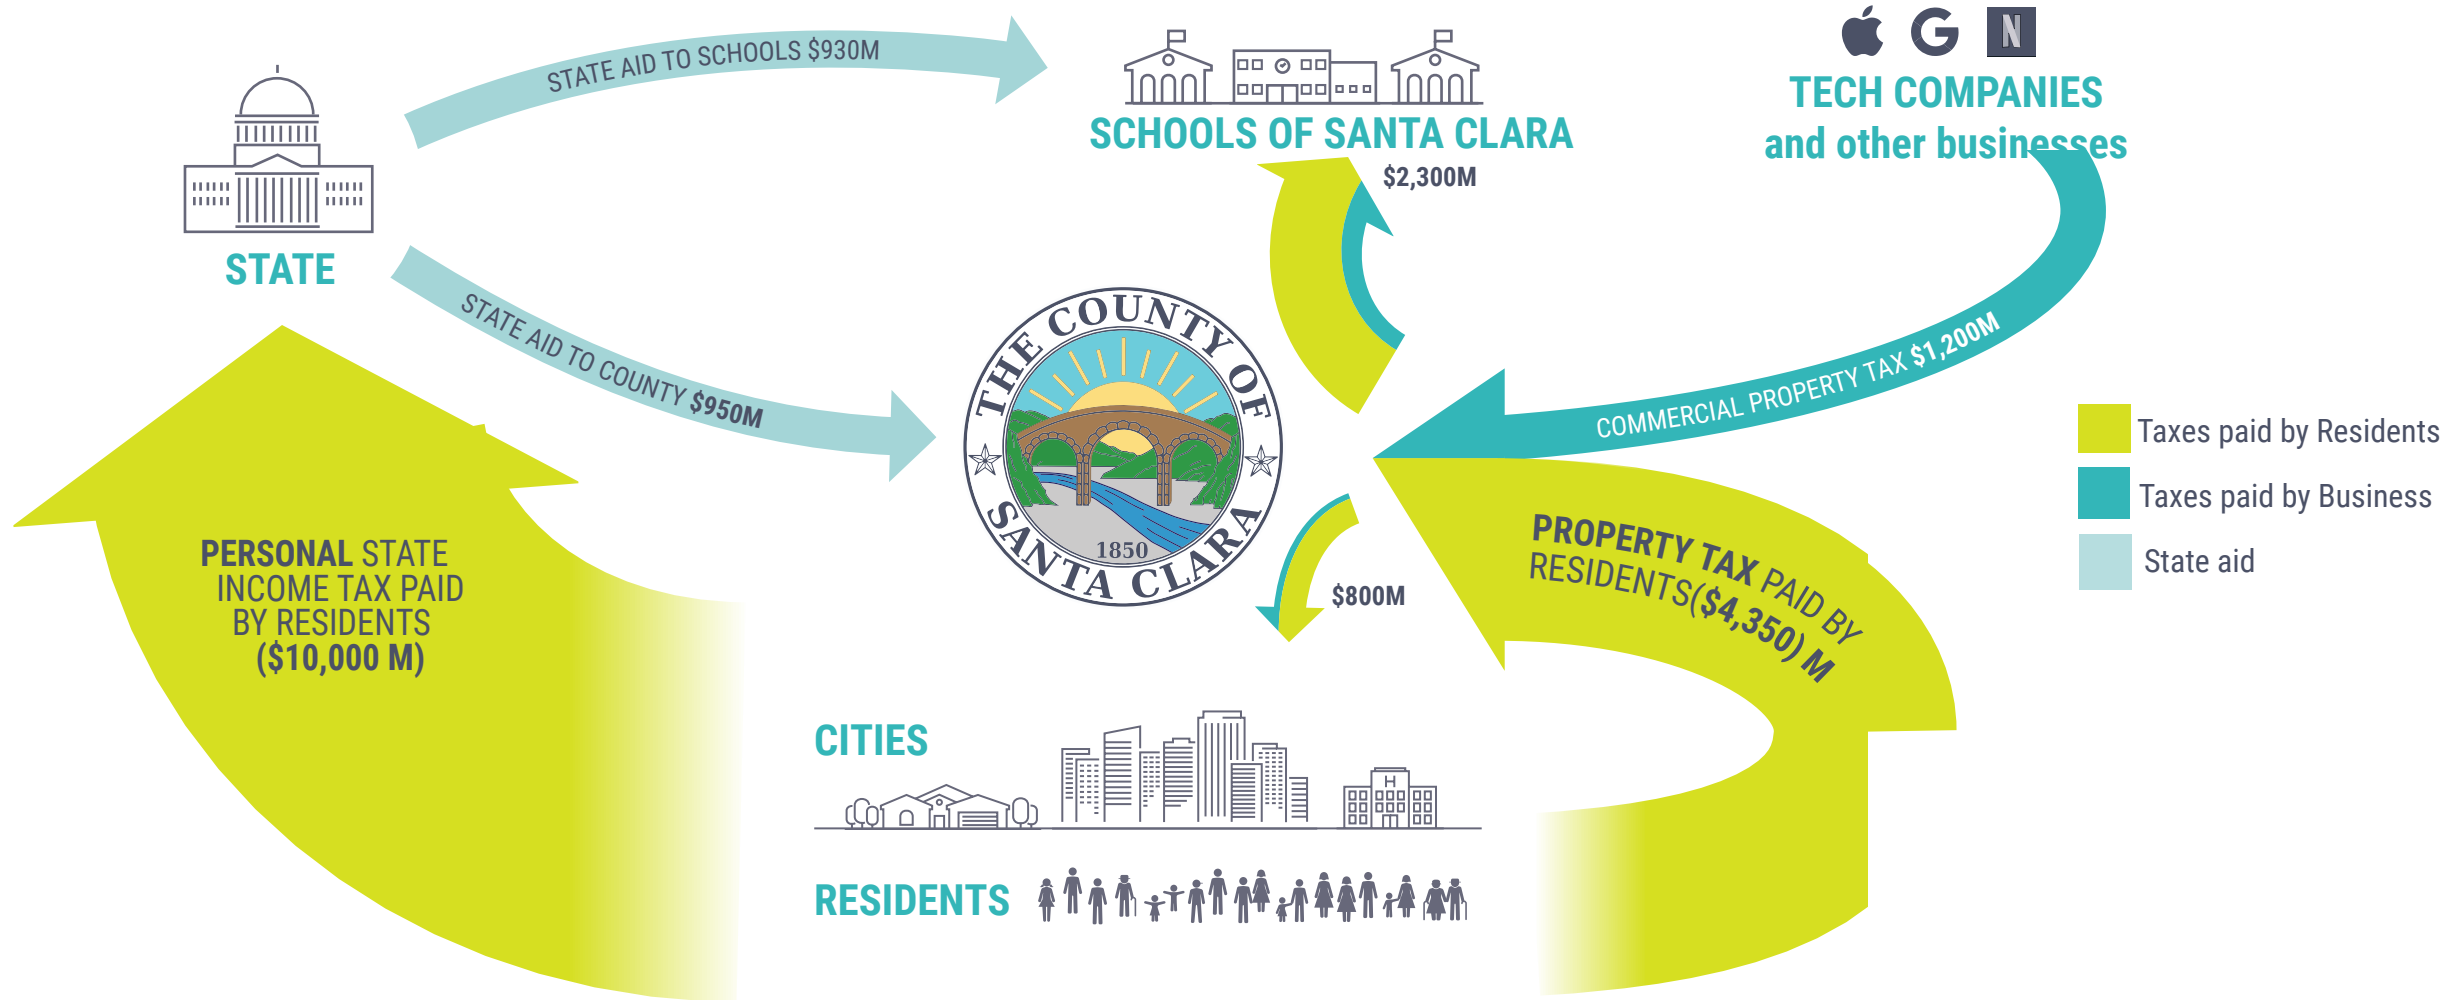 STATE AID TO SCHOOLS $930M
SCHOOLS OF SANTA CLARA
$2,300M
G
N
TECH COMPANIES
and other businesses
STATE
STATE AID TO COUNTY $950M
THE COUNTY OF
SANTA CLARA
1850
COMMERCIAL PROPERTY TAX $1,200M
Taxes paid by Residents
Taxes paid by Business
State aid
PERSONAL STATE
INCOME TAX PAID
BY RESIDENTS
($10,000 M)
PROPERTY TAX PAID BY
RESIDENTS($4,350) M
$800M
CITIES
H
RESIDENTS